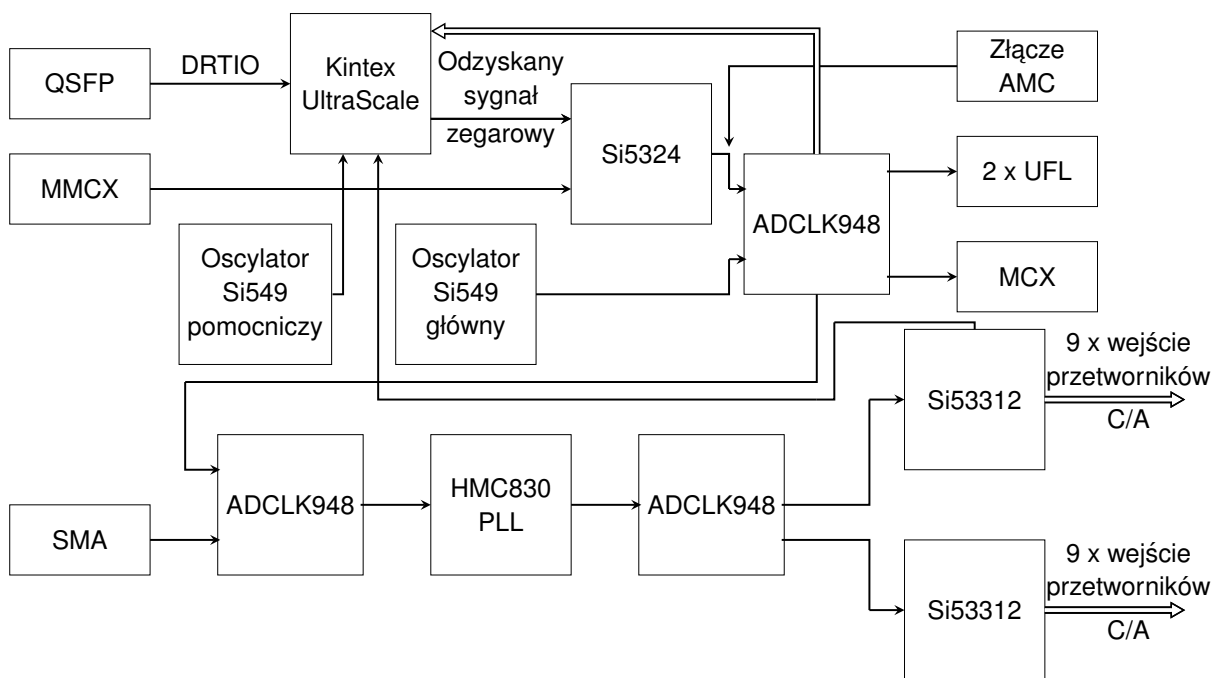 QSFP
DRTIO
Kintex
UltraScale
Odzyskany
sygnał
zegarowy
Złącze
AMC
MMCX
Si5324
2 x UFL
ADCLK948
MCX
Oscylator
Si549
pomocniczy
Oscylator
Si549
główny
Si53312
9 x wejście
przetworników
C/A
SMA
ADCLK948
HMC830
PLL
ADCLK948
Si53312
9 x wejście
przetworników
C/A